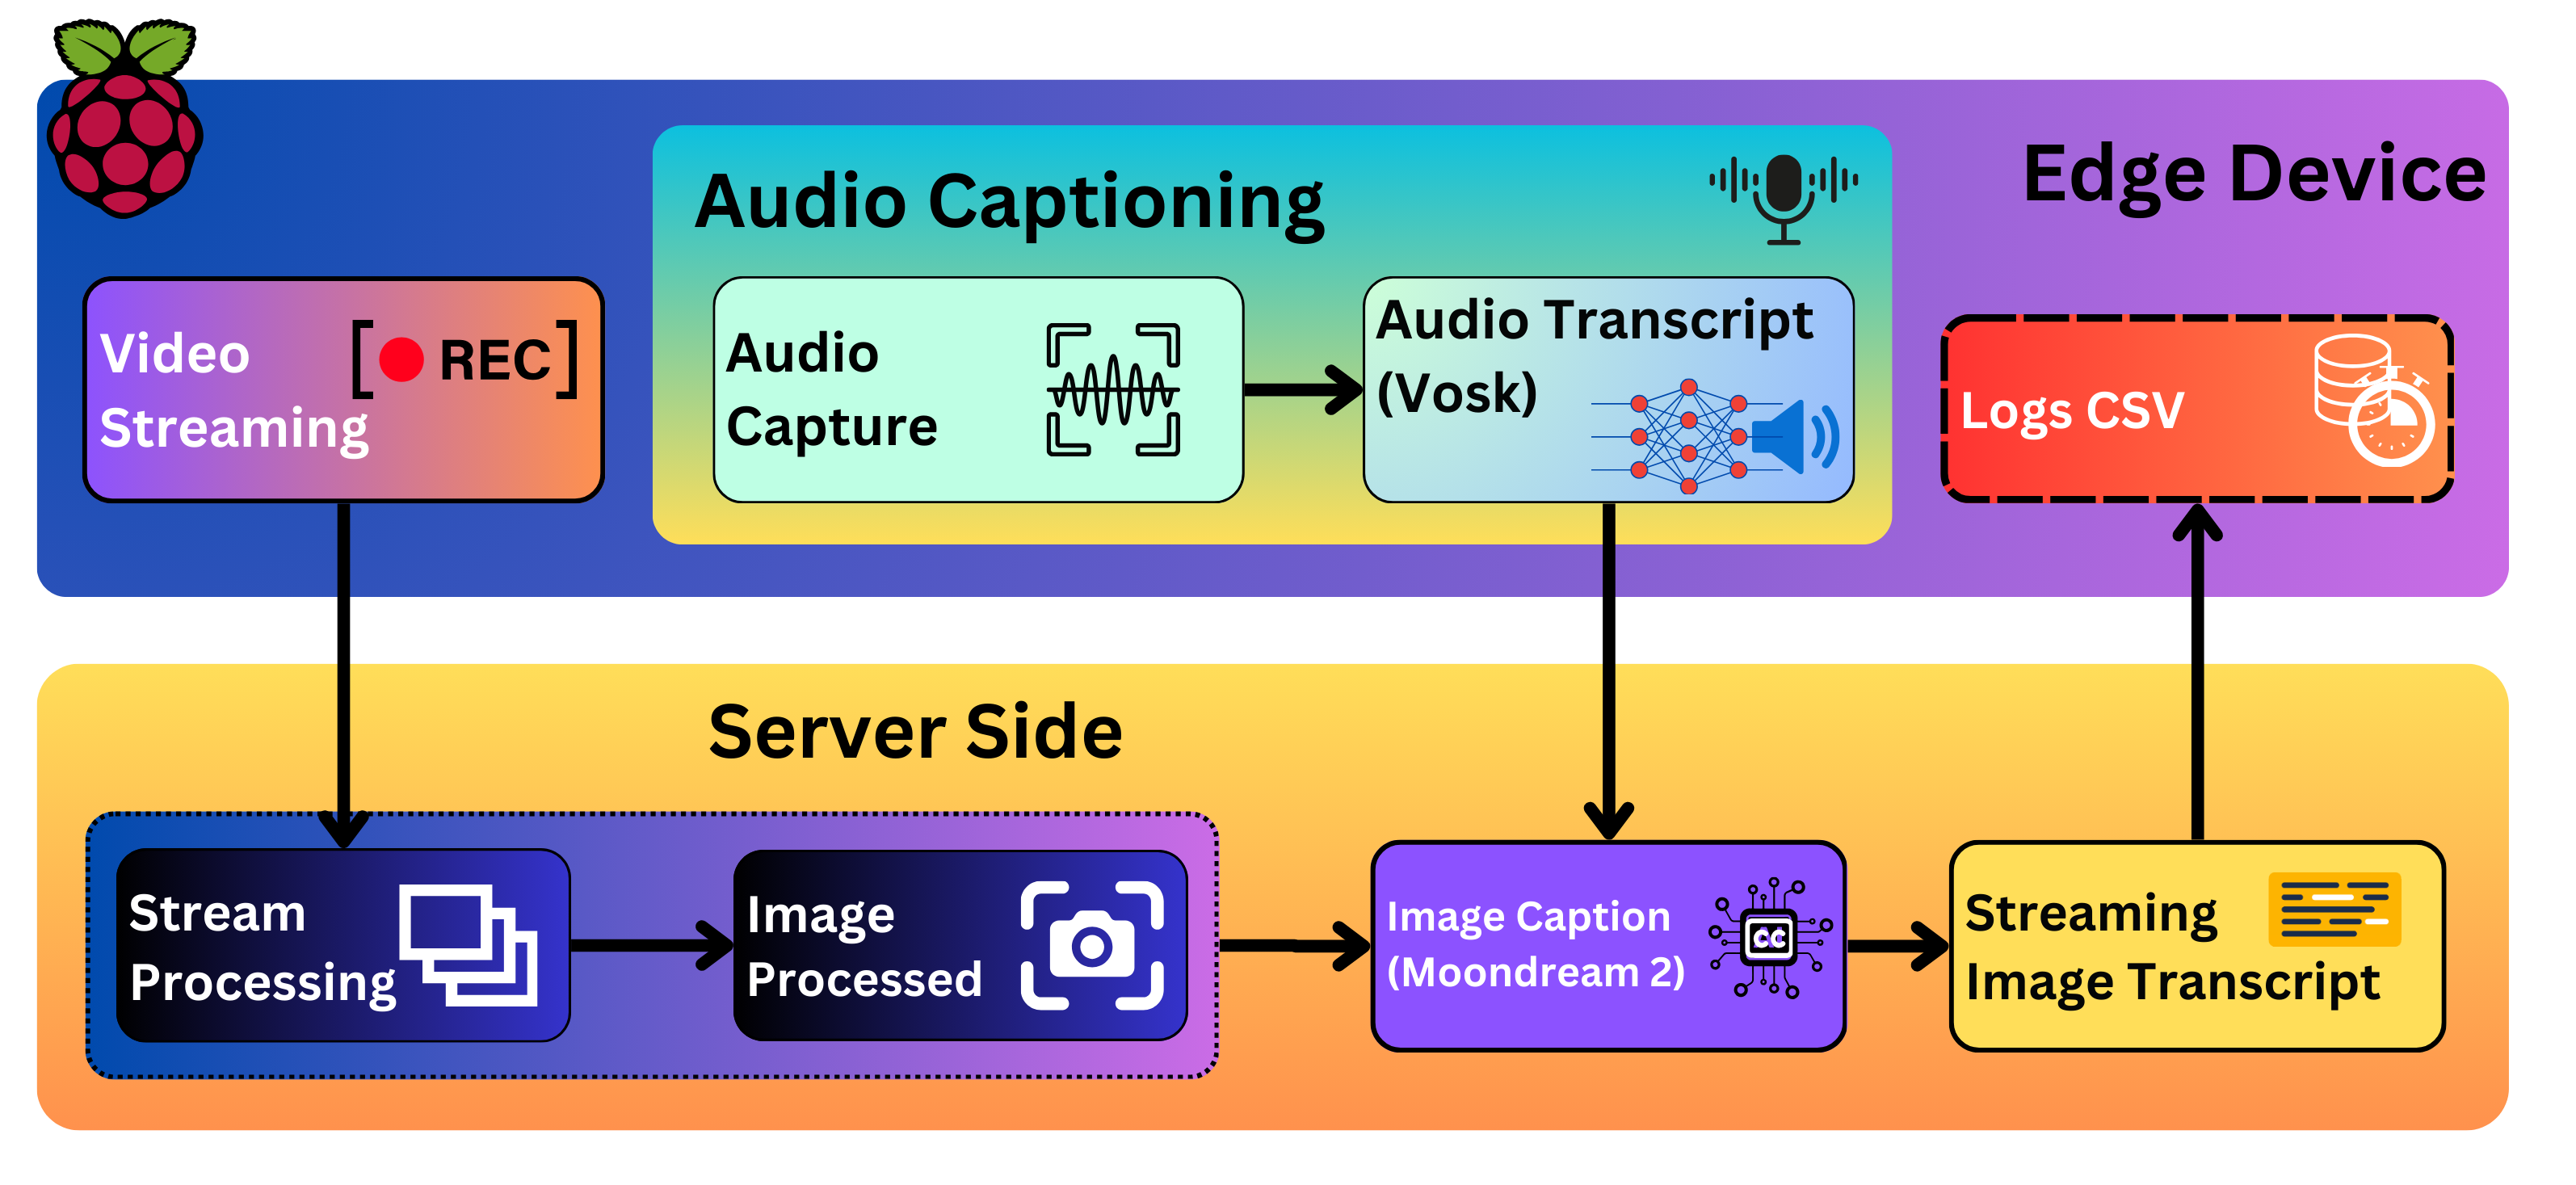 Audio Captioning
Edge Device
Video
Streaming
[● REC]
Audio
Capture
Audio Transcript
(Vosk)
Logs CSV
Server Side
Stream
Processing
Image
Processed
Image Caption
(Moondream 2)
CC
Streaming
Image Transcript